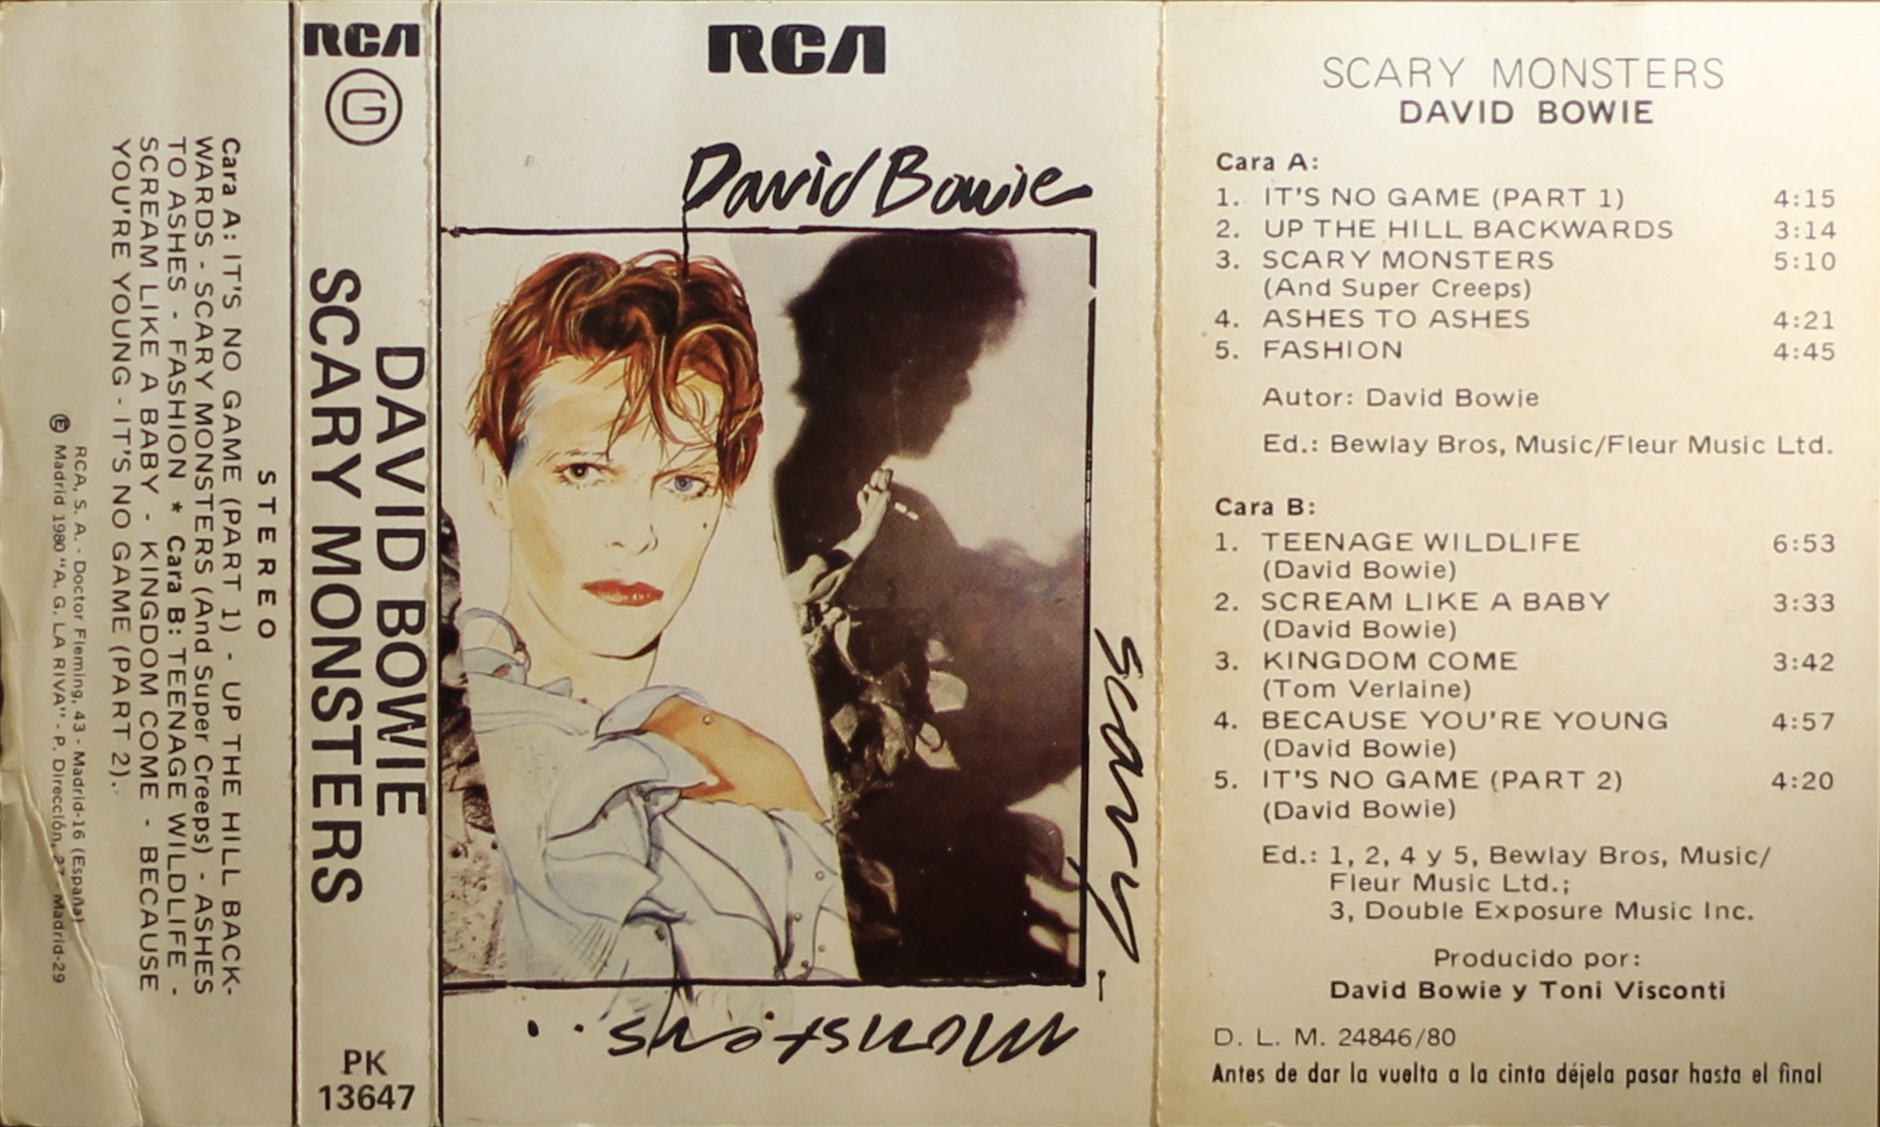 STEREO
Cara A: IT'S NO GAME (PART 1) - UP THE HILL BACK-
WARDS - SCARY MONSTERS (And Super Creeps) - ASHES
TO ASHES - FASHION * Cara B: TEENAGE WILDLIFE -
SCREAM LIKE A BABY - KINGDOM COME - BECAUSE
YOU'RE YOUNG - IT'S NO GAME (PART 2).
RCA, S. A. - Doctor Fleming, 43 - Madrid-16 (España)
Madrid 1980 "A. G. LA RIVA" - P. Dirección, 27 - Madrid-29
RCA
G
DAVID BOWIE
SCARY MONSTERS
PK
13647
RCA
David Bowie
Scary
Monsters...
SCARY MONSTERS
DAVID BOWIE
Cara A:
1. IT'S NO GAME (PART 1) 4:15
2. UP THE HILL BACKWARDS 3:14
3. SCARY MONSTERS 5:10
(And Super Creeps)
4. ASHES TO ASHES 4:21
5. FASHION 4:45
Autor: David Bowie
Ed.: Bewlay Bros, Music/Fleur Music Ltd.
Cara B:
1. TEENAGE WILDLIFE 6:53
(David Bowie)
2. SCREAM LIKE A BABY 3:33
(David Bowie)
3. KINGDOM COME 3:42
(Tom Verlaine)
4. BECAUSE YOU'RE YOUNG 4:57
(David Bowie)
5. IT'S NO GAME (PART 2) 4:20
(David Bowie)
Ed.: 1, 2, 4 y 5, Bewlay Bros, Music/
Fleur Music Ltd.;
3, Double Exposure Music Inc.
Producido por:
David Bowie y Toni Visconti
D. L. M. 24846/80
Antes de dar la vuelta a la cinta déjela pasar hasta el final